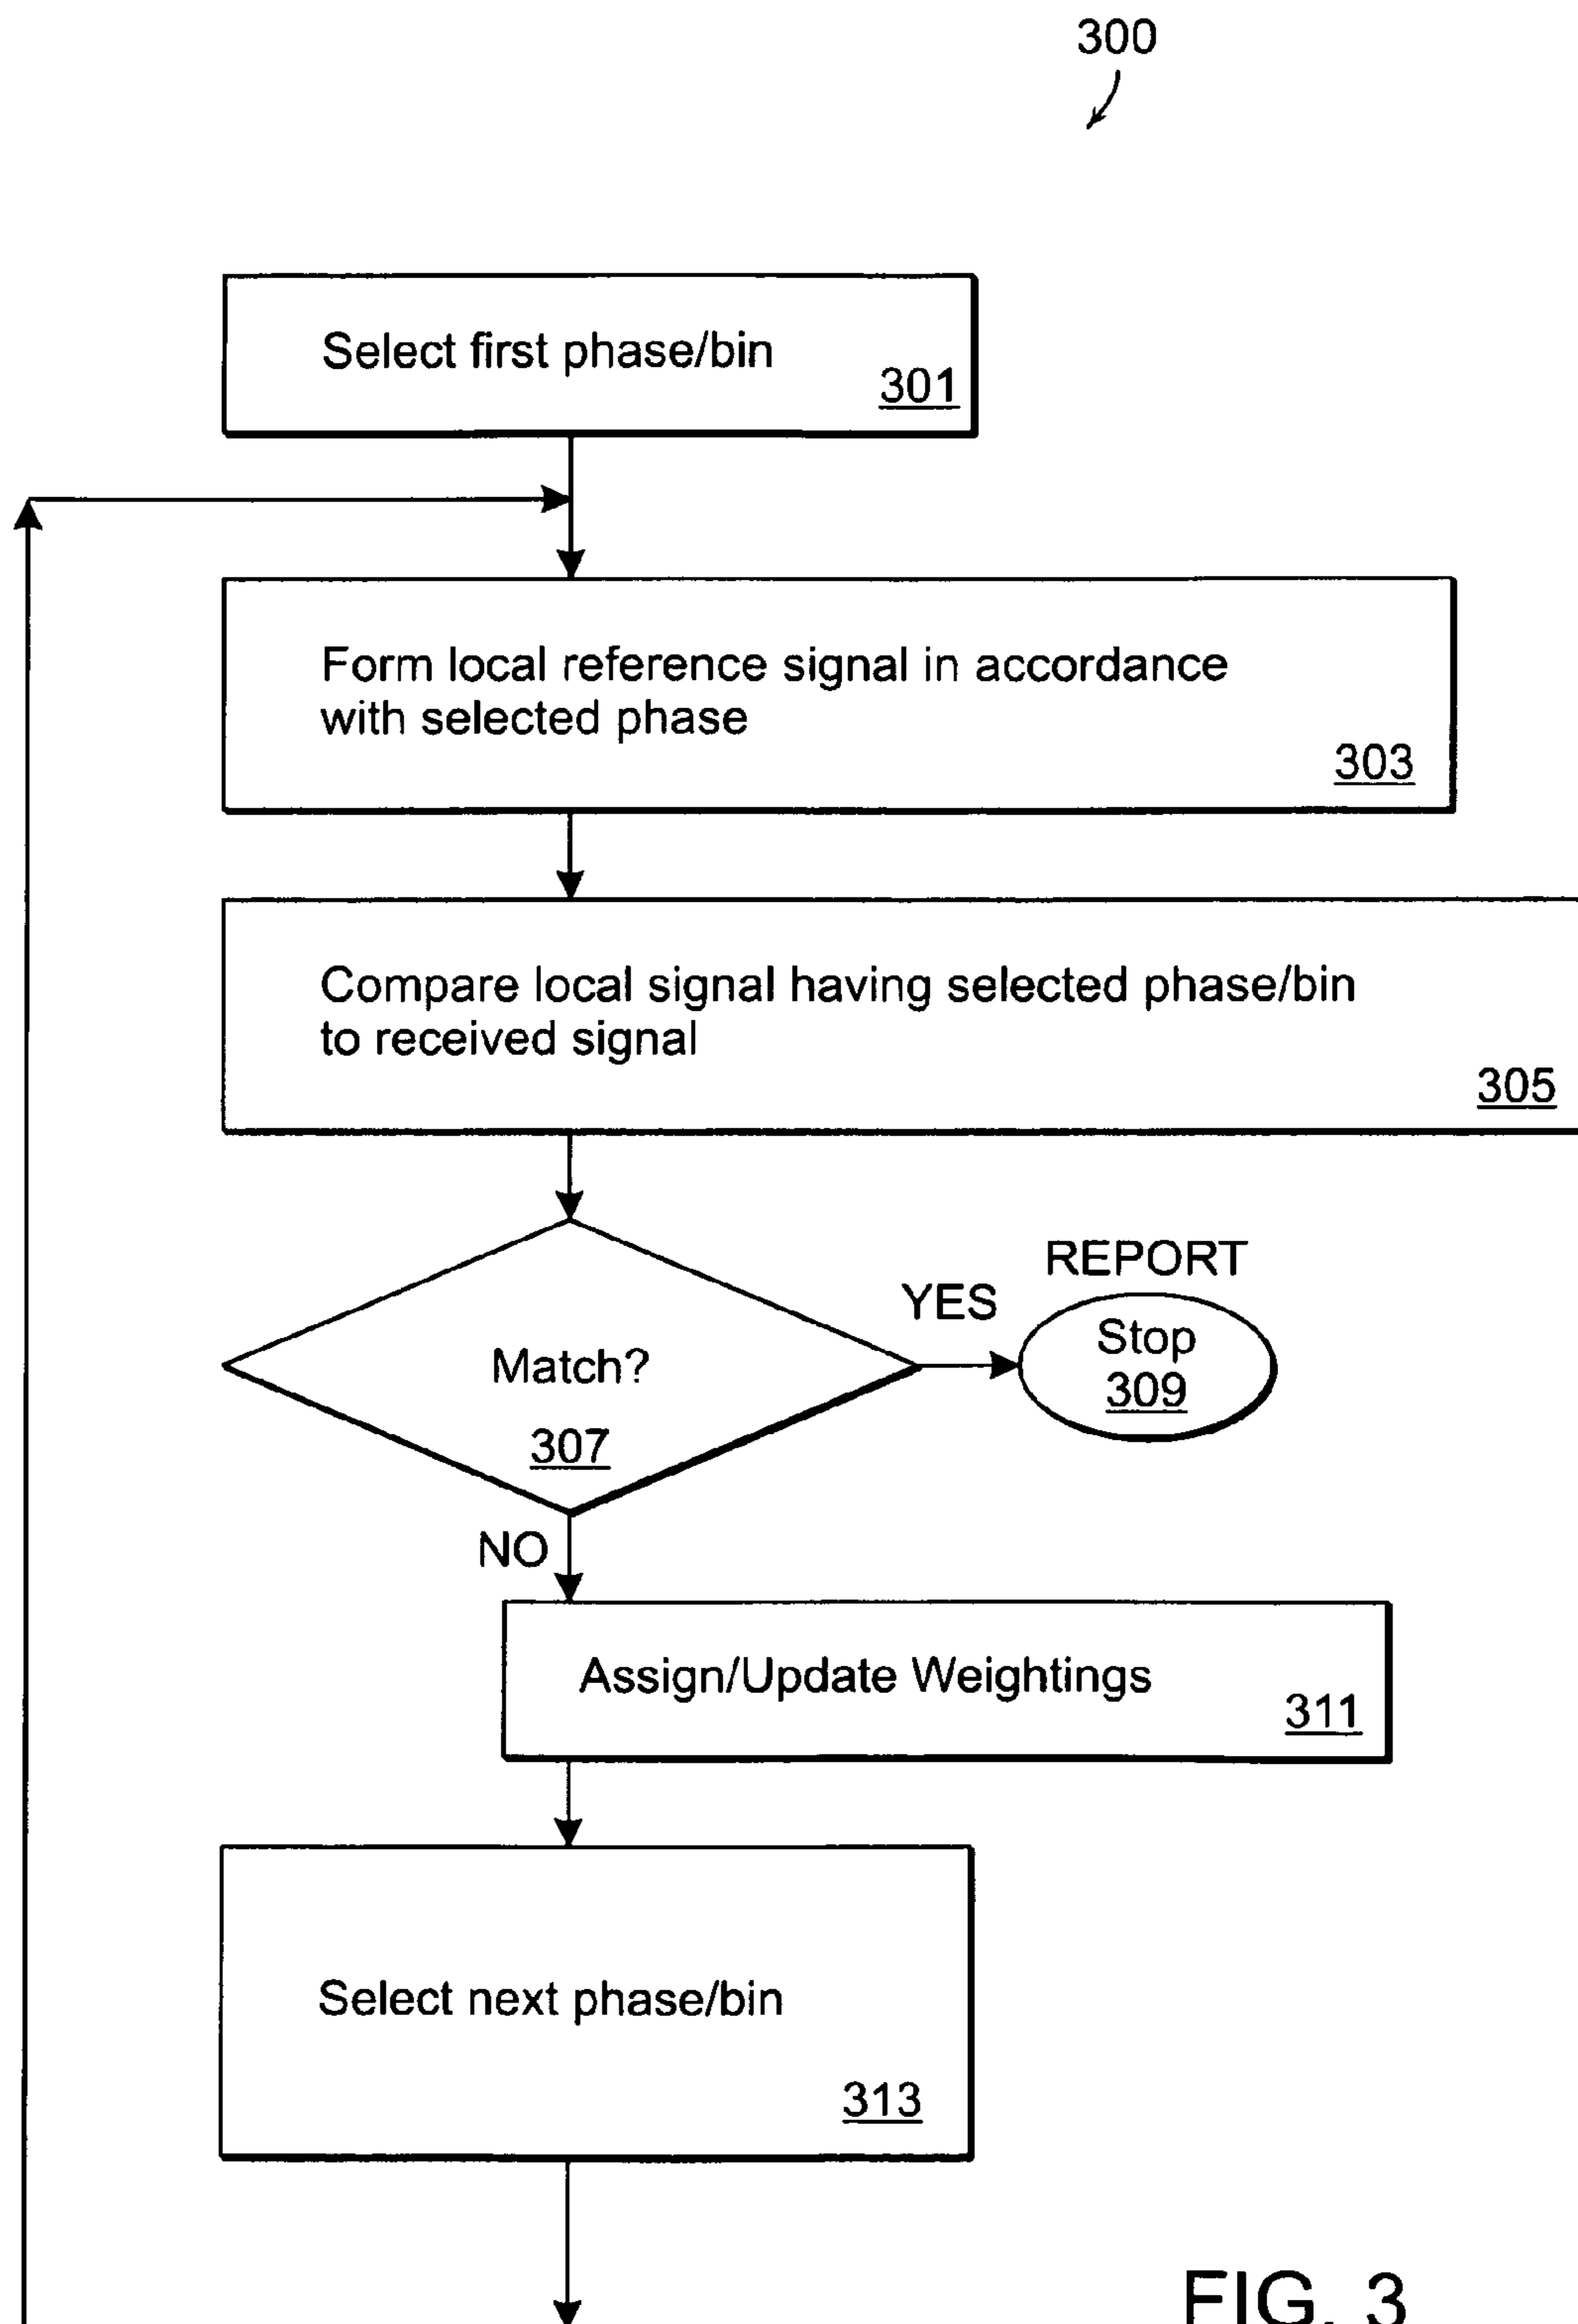 300
Select first phase/bin
301
Form local reference signal in accordance
with selected phase
303
Compare local signal having selected phase/bin
to received signal
305
REPORT
YES
Stop
309
Match?
307
NO
Assign/Update Weightings
311
Select next phase/bin
313
FIG. 3